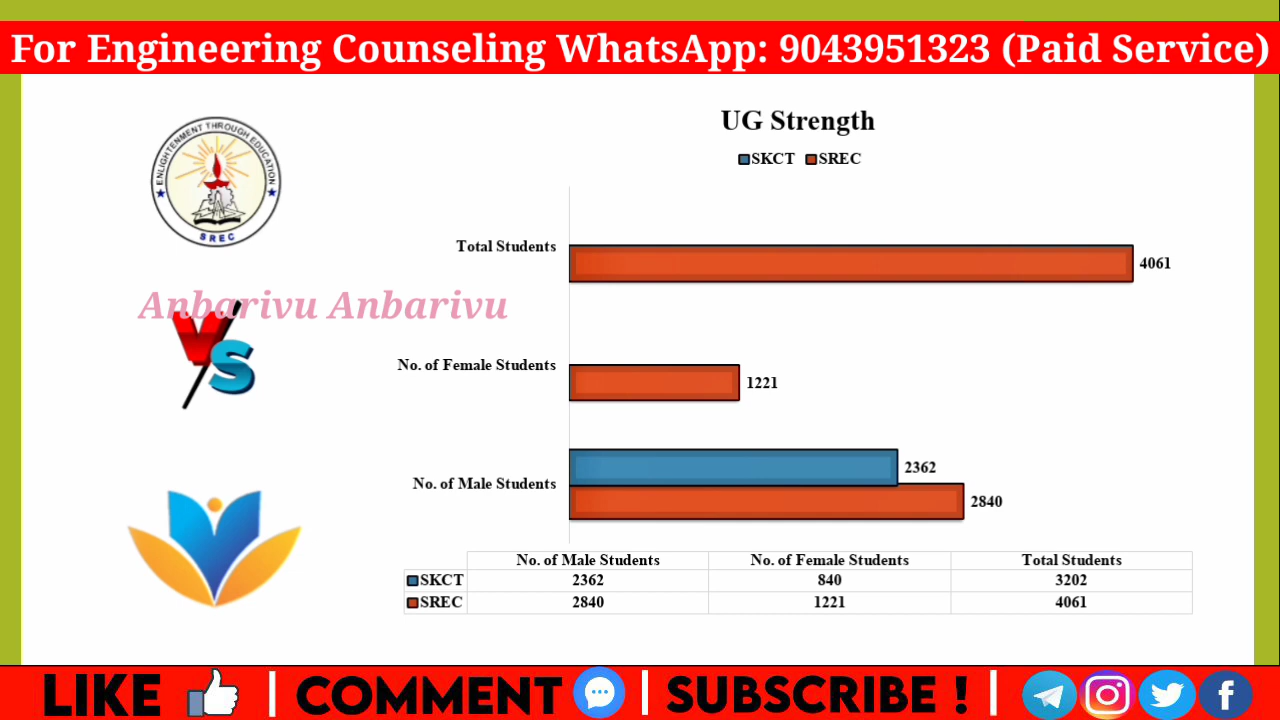 For Engineering Counseling WhatsApp: 9043951323 (Paid Service)
ENLIGHTENMENT THROUGH EDUCATION
SREC
UG Strength
SKCT SREC
Total Students
4061
Anbarivu Anbarivu
VS
No. of Female Students
1221
No. of Male Students
2362
2840
No. of Male Students No. of Female Students Total Students
SKCT 2362 840 3202
SREC 2840 1221 4061
LIKE | COMMENT | SUBSCRIBE ! |